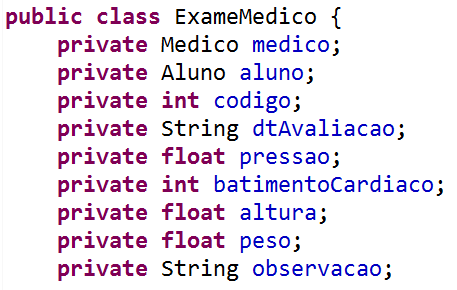 public class ExameMedico {
    private Medico medico;
    private Aluno aluno;
    private int codigo;
    private String dtAvaliacao;
    private float pressao;
    private int batimentoCardiaco;
    private float altura;
    private float peso;
    private String observacao;